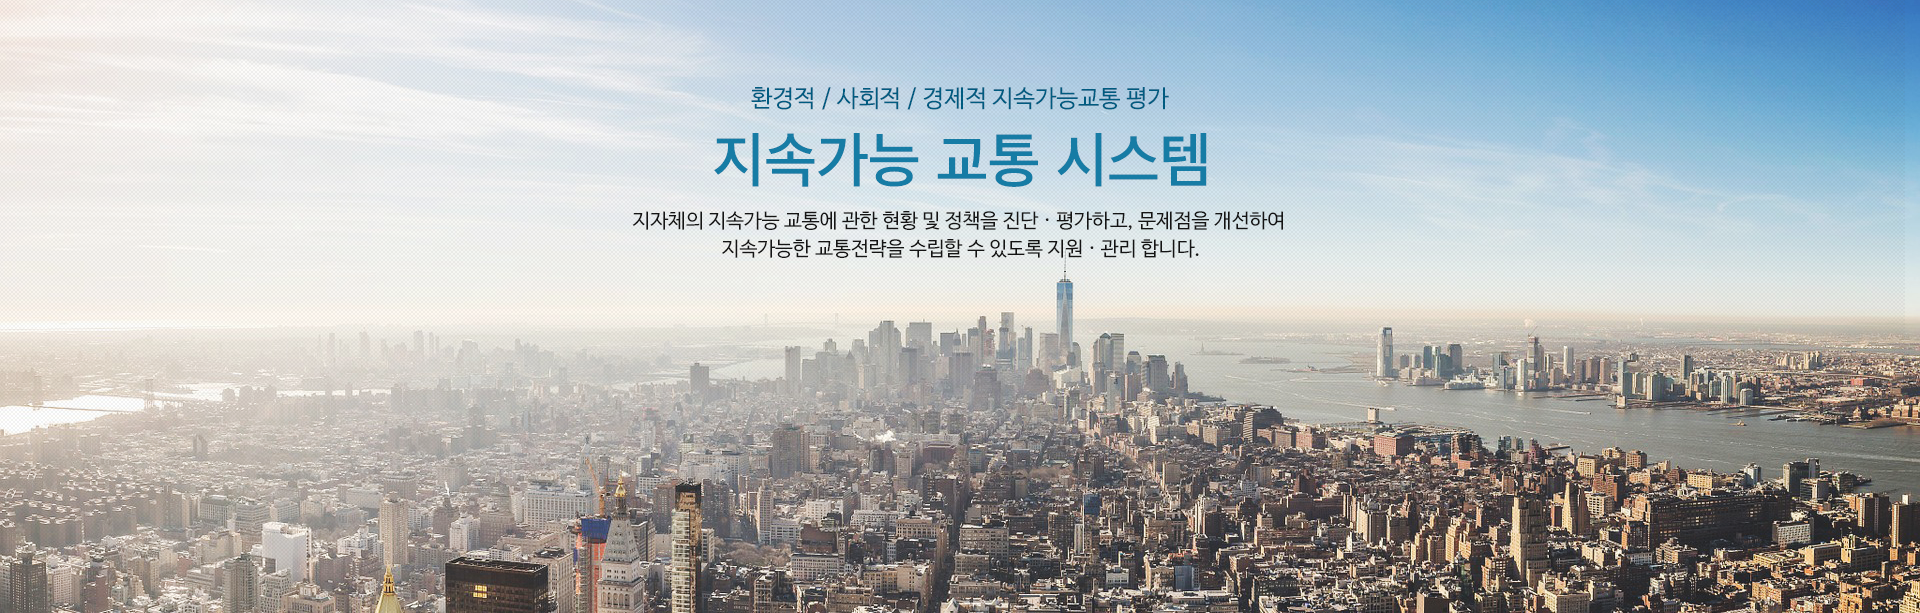 환경적 / 사회적 / 경제적 지속가능교통 평가
지속가능 교통 시스템
지자체의 지속가능 교통에 관한 현황 및 정책을 진단 · 평가하고, 문제점을 개선하여
지속가능한 교통전략을 수립할 수 있도록 지원 · 관리 합니다.